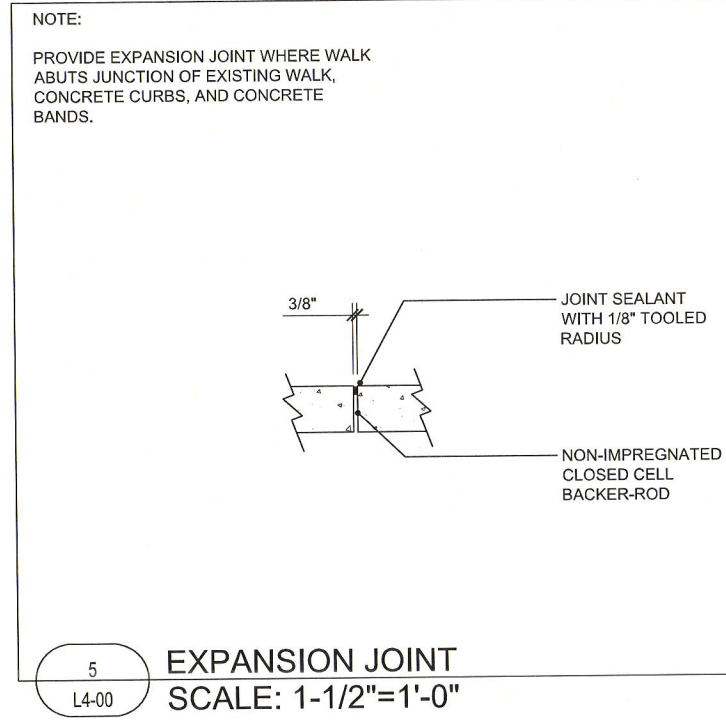 NOTE:
PROVIDE EXPANSION JOINT WHERE WALK
ABUTS JUNCTION OF EXISTING WALK,
CONCRETE CURBS, AND CONCRETE
BANDS.
3/8"
JOINT SEALANT
WITH 1/8" TOOLED
RADIUS
NON-IMPREGNATED
CLOSED CELL
BACKER-ROD
5
L4-00
EXPANSION JOINT
SCALE: 1-1/2"=1'-0"